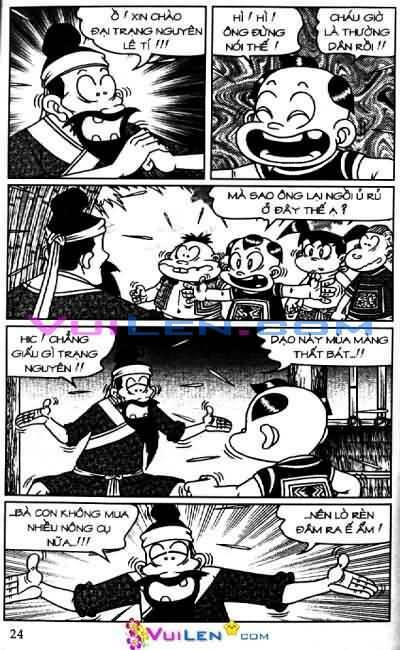 Ồ! XIN CHÀO
ĐẠI TRẠNG NGUYÊN
LÊ TÍ !!!
HÌ! HÌ!
ÔNG ĐỪNG
NÓI THẾ!
CHÁU GIỜ
LÀ THƯỜNG
DÂN RỒI!!
MÀ SAO ÔNG LẠI NGỒI Ủ RŨ
Ở ĐÂY THẾ Ạ?
VUILEN.COM
HIC! CHẲNG
GIẤU GÌ TRẠNG
NGUYÊN!
DẠO NÀY MÙA MÀNG
THẤT BÁT...!!
...BÀ CON KHÔNG MUA
NHIỀU NÔNG CỤ
NỮA...!!!
...NÊN LÒ RÈN
ĐÂM RA Ế ẨM!
24
VUILEN.COM